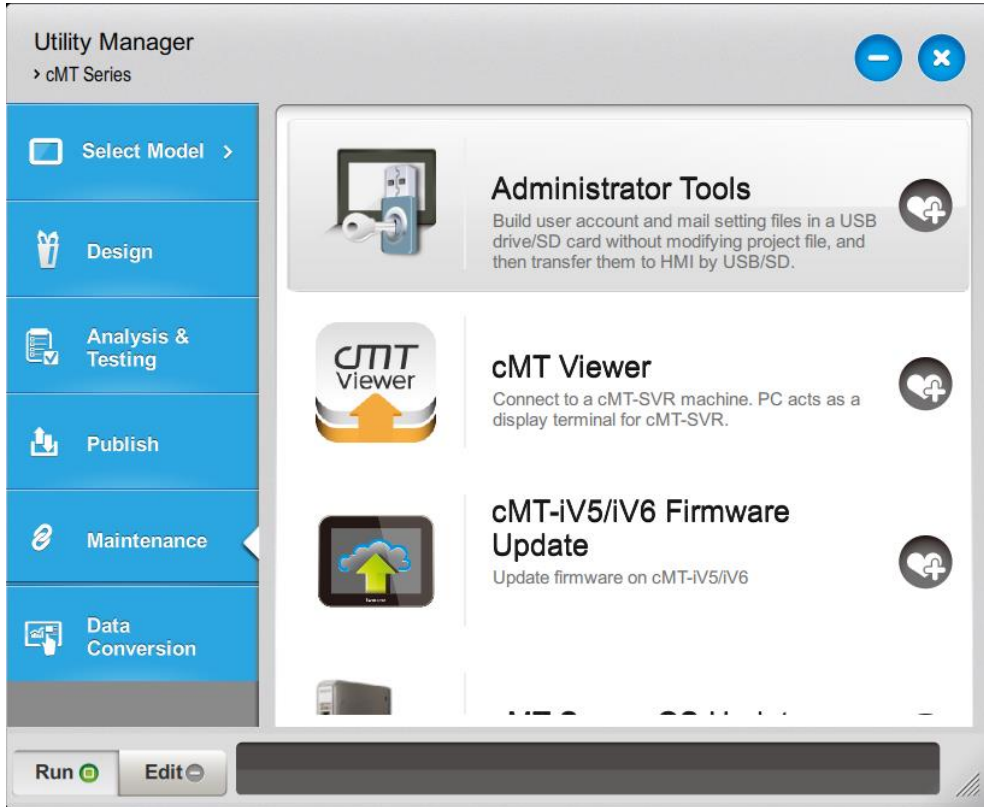 Utility Manager
› cMT Series
Select Model ›
Design
Analysis &
Testing
Publish
Maintenance
Data
Conversion
Administrator Tools
Build user account and mail setting files in a USB
drive/SD card without modifying project file, and
then transfer them to HMI by USB/SD.
cMT
Viewer
cMT Viewer
Connect to a cMT-SVR machine. PC acts as a
display terminal for cMT-SVR.
cMT-iV5/iV6 Firmware
Update
Update firmware on cMT-iV5/iV6
Run
Edit